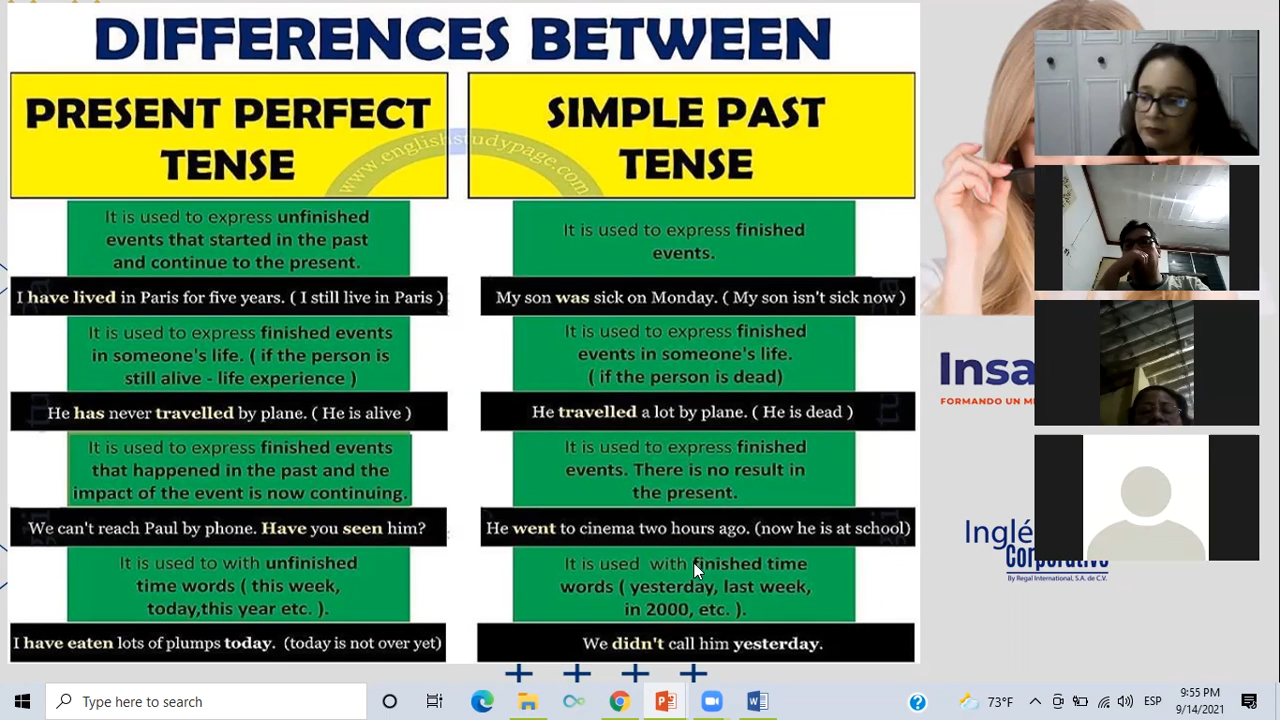 DIFFERENCES BETWEEN
PRESENT PERFECT
TENSE
www.englishstudypage.com
It is used to express unfinished
events that started in the past
and continue to the present.
I have lived in Paris for five years. ( I still live in Paris )
It is used to express finished events
in someone's life. ( if the person is
still alive - life experience )
He has never travelled by plane. ( He is alive )
It is used to express finished events
that happened in the past and the
impact of the event is now continuing.
We can't reach Paul by phone. Have you seen him?
It is used to with unfinished
time words ( this week,
today,this year etc. ).
I have eaten lots of plumps today. (today is not over yet)
SIMPLE PAST
TENSE
It is used to express finished
events.
My son was sick on Monday. ( My son isn't sick now )
It is used to express finished
events in someone's life.
( if the person is dead)
He travelled a lot by plane. ( He is dead )
It is used to express finished
events. There is no result in
the present.
He went to cinema two hours ago. (now he is at school)
It is used with finished time
words ( yesterday, last week,
in 2000, etc. ).
We didn't call him yesterday.
Insa
FORMANDO UN M
Inglé
Corporativo
By Regal International, S.A. de C.V.
Type here to search
73°F
ESP
9:55 PM
9/14/2021